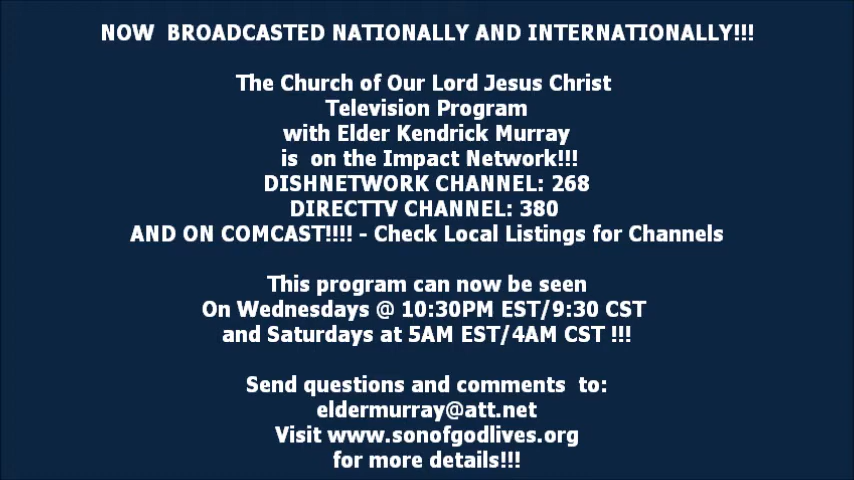 NOW  BROADCASTED NATIONALLY AND INTERNATIONALLY!!!
The Church of Our Lord Jesus Christ
Television Program
with Elder Kendrick Murray
is  on the Impact Network!!!
DISHNETWORK CHANNEL: 268
DIRECTTV CHANNEL: 380
AND ON COMCAST!!!! - Check Local Listings for Channels
This program can now be seen
On Wednesdays @ 10:30PM EST/9:30 CST
and Saturdays at 5AM EST/4AM CST !!!
Send questions and comments  to:
eldermurray@att.net
Visit www.sonofgodlives.org
for more details!!!